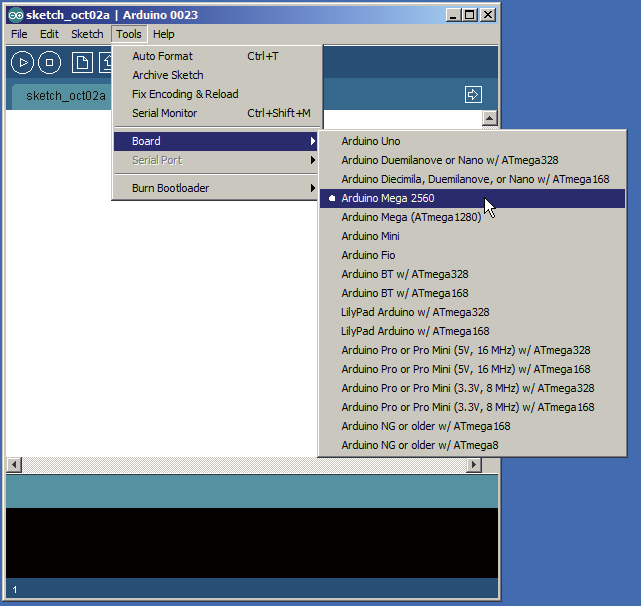 sketch_oct02a | Arduino 0023
File Edit Sketch Tools Help
Auto Format Ctrl+T
Archive Sketch
Fix Encoding & Reload
Serial Monitor Ctrl+Shift+M
Board
Serial Port
Burn Bootloader
sketch_oct02a
Arduino Uno
Arduino Duemilanove or Nano w/ ATmega328
Arduino Diecimila, Duemilanove, or Nano w/ ATmega168
Arduino Mega 2560
Arduino Mega (ATmega1280)
Arduino Mini
Arduino Fio
Arduino BT w/ ATmega328
Arduino BT w/ ATmega168
LilyPad Arduino w/ ATmega328
LilyPad Arduino w/ ATmega168
Arduino Pro or Pro Mini (5V, 16 MHz) w/ ATmega328
Arduino Pro or Pro Mini (5V, 16 MHz) w/ ATmega168
Arduino Pro or Pro Mini (3.3V, 8 MHz) w/ ATmega328
Arduino Pro or Pro Mini (3.3V, 8 MHz) w/ ATmega168
Arduino NG or older w/ ATmega168
Arduino NG or older w/ ATmega8
1